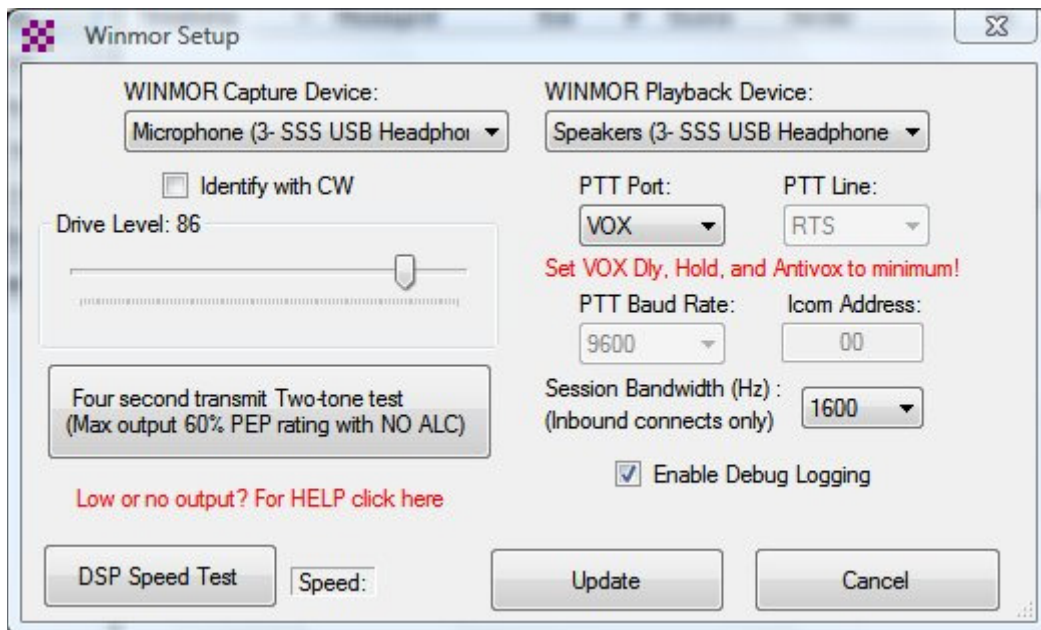 Winmor Setup
WINMOR Capture Device:
Microphone (3- SSS USB Headphor
Identify with CW
Drive Level: 86
Four second transmit Two-tone test
(Max output 60% PEP rating with NO ALC)
Low or no output? For HELP click here
DSP Speed Test
Speed:
WINMOR Playback Device:
Speakers (3- SSS USB Headphone
PTT Port:
PTT Line:
VOX
RTS
Set VOX Dly, Hold, and Antivox to minimum!
PTT Baud Rate:
Icom Address:
9600
00
Session Bandwidth (Hz) :
(Inbound connects only)
1600
Enable Debug Logging
Update
Cancel